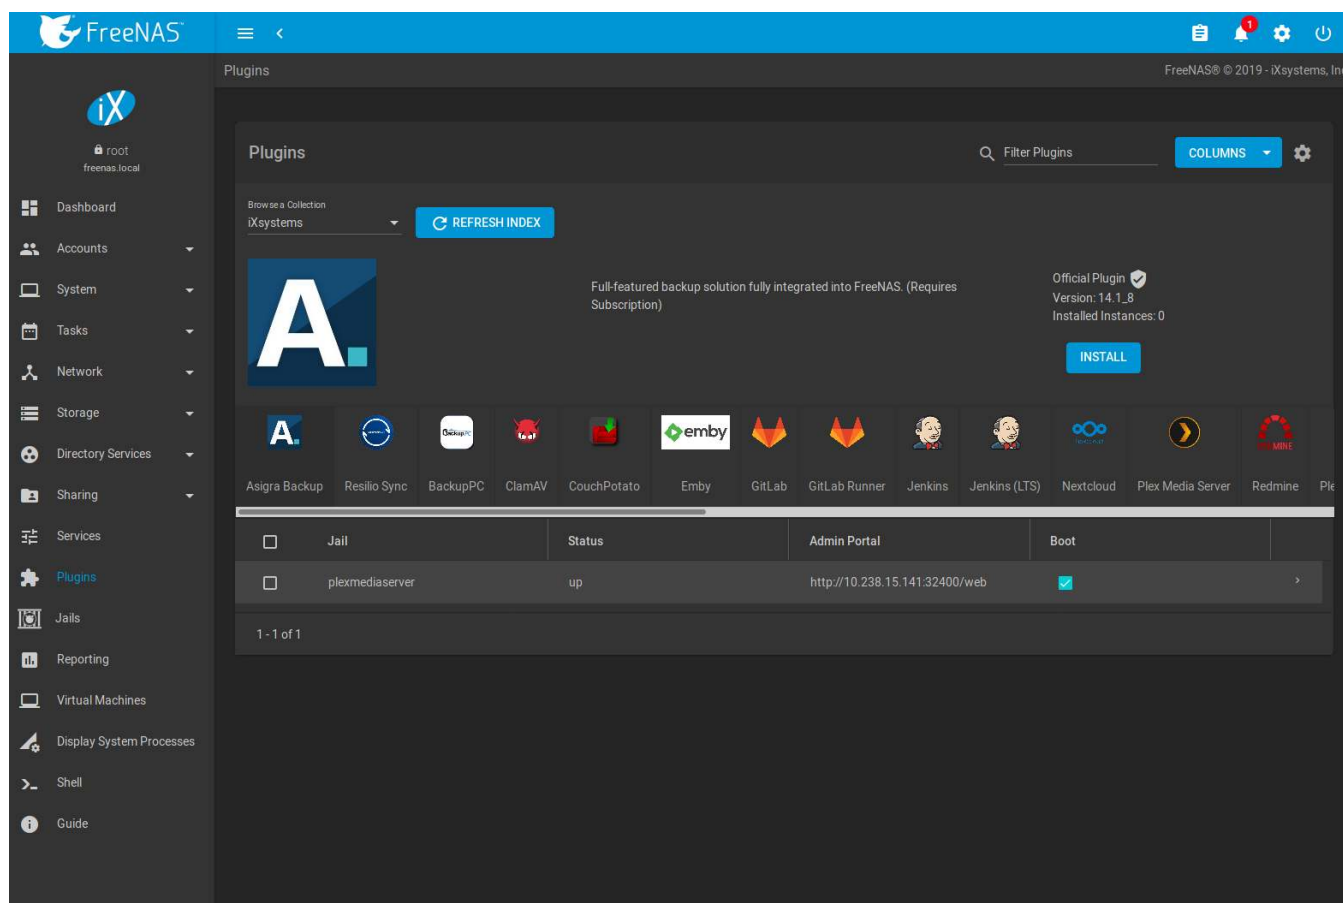 FreeNAS
1
Plugins
FreeNAS® © 2019 - iXsystems, Inc
iX
root
freenas.local
Dashboard
Accounts
System
Tasks
Network
Storage
Directory Services
Sharing
Services
Plugins
Jails
Reporting
Virtual Machines
Display System Processes
Shell
Guide
Plugins
Filter Plugins
COLUMNS
Browse a Collection
iXsystems
REFRESH INDEX
A.
Full-featured backup solution fully integrated into FreeNAS. (Requires
Subscription)
Official Plugin
Version: 14.1_8
Installed Instances: 0
INSTALL
A.
BackupPC
emby
MINE
Asigra Backup
Resilio Sync
BackupPC
ClamAV
CouchPotato
Emby
GitLab
GitLab Runner
Jenkins
Jenkins (LTS)
Nextcloud
Plex Media Server
Redmine
Ple
Jail Status Admin Portal Boot
plexmediaserver up http://10.238.15.141:32400/web
1 - 1 of 1